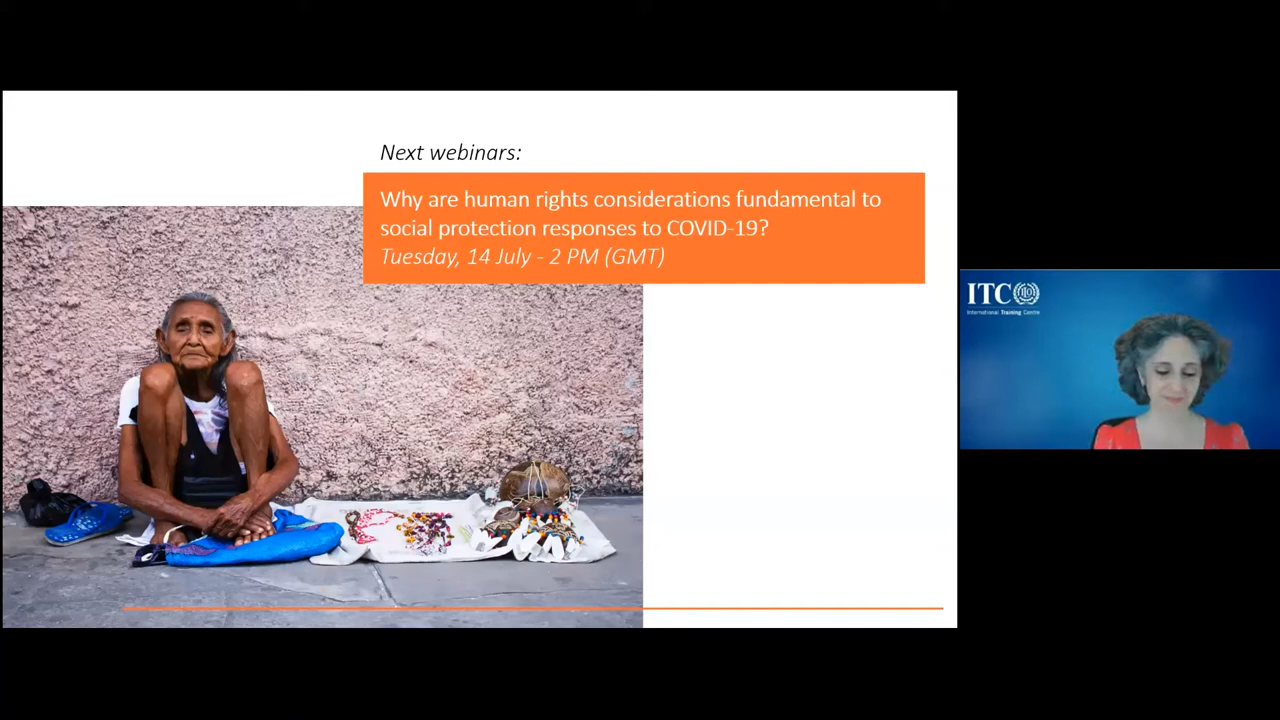 Next webinars:
Why are human rights considerations fundamental to
social protection responses to COVID-19?
Tuesday, 14 July - 2 PM (GMT)
ITC
International Training Centre